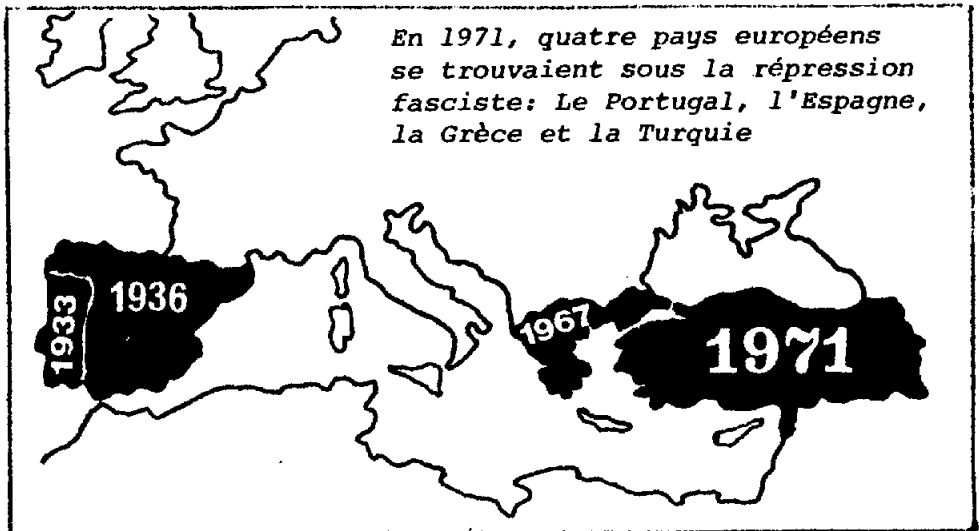 En 1971, quatre pays européens
se trouvaient sous la répression
fasciste: Le Portugal, l'Espagne,
la Grèce et la Turquie
1933
1936
1967
1971